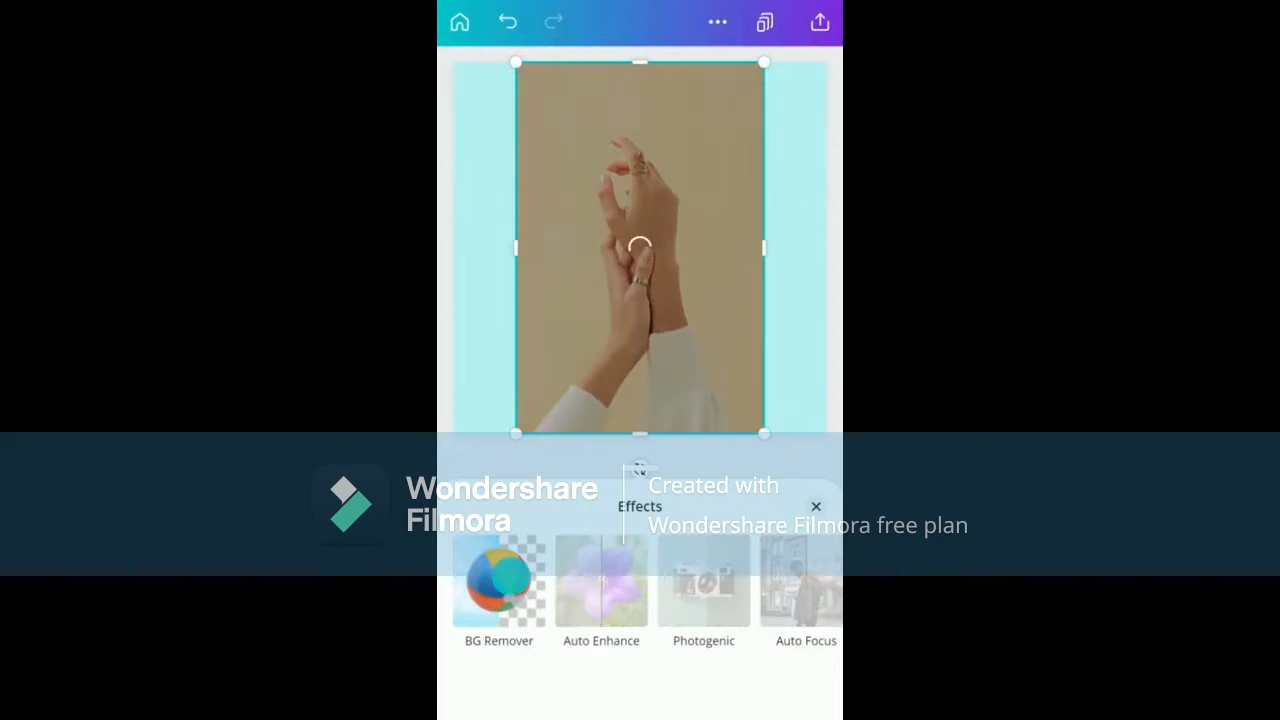 Wondershare
Filmora
Created with
Wondershare Filmora free plan
Effects
BG Remover
Auto Enhance
Photogenic
Auto Focus